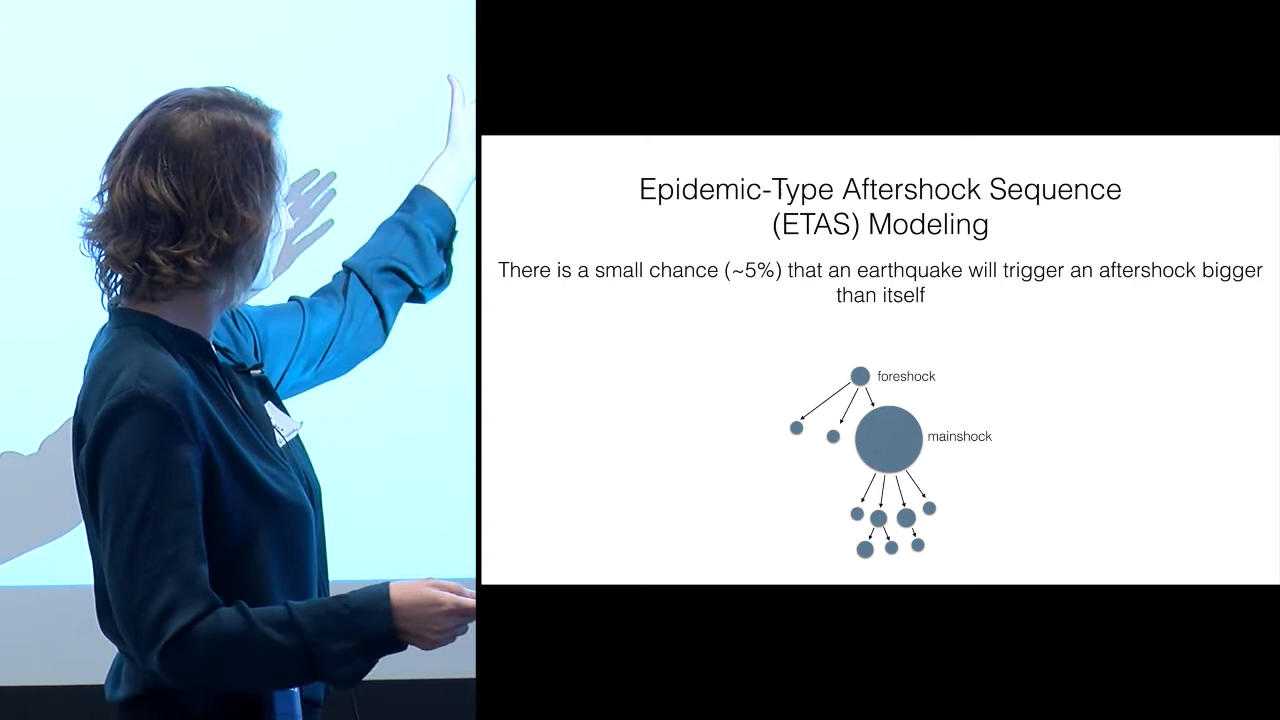 Epidemic-Type Aftershock Sequence
(ETAS) Modeling
There is a small chance (~5%) that an earthquake will trigger an aftershock bigger
than itself
foreshock
mainshock